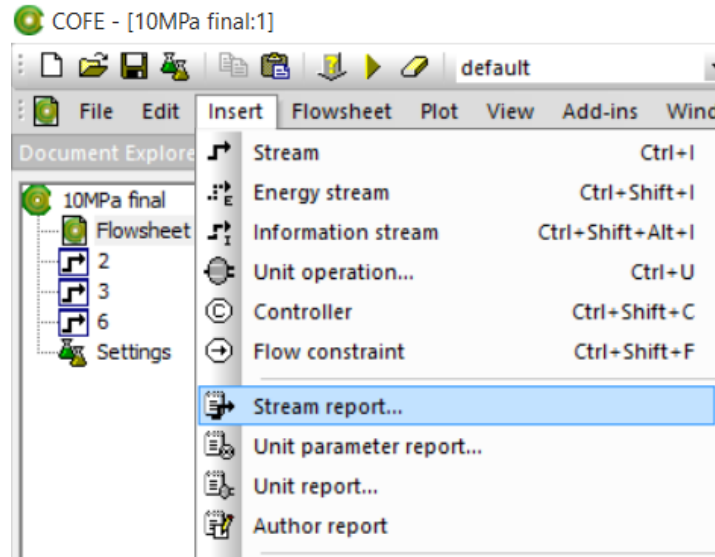 COFE - [10MPa final:1]
default
File Edit Insert Flowsheet Plot View Add-ins Wind
Document Explore
10MPa final
Flowsheet
2
3
6
Settings
Stream Ctrl+I
Energy stream Ctrl+Shift+I
Information stream Ctrl+Shift+Alt+I
Unit operation... Ctrl+U
Controller Ctrl+Shift+C
Flow constraint Ctrl+Shift+F
Stream report...
Unit parameter report...
Unit report...
Author report